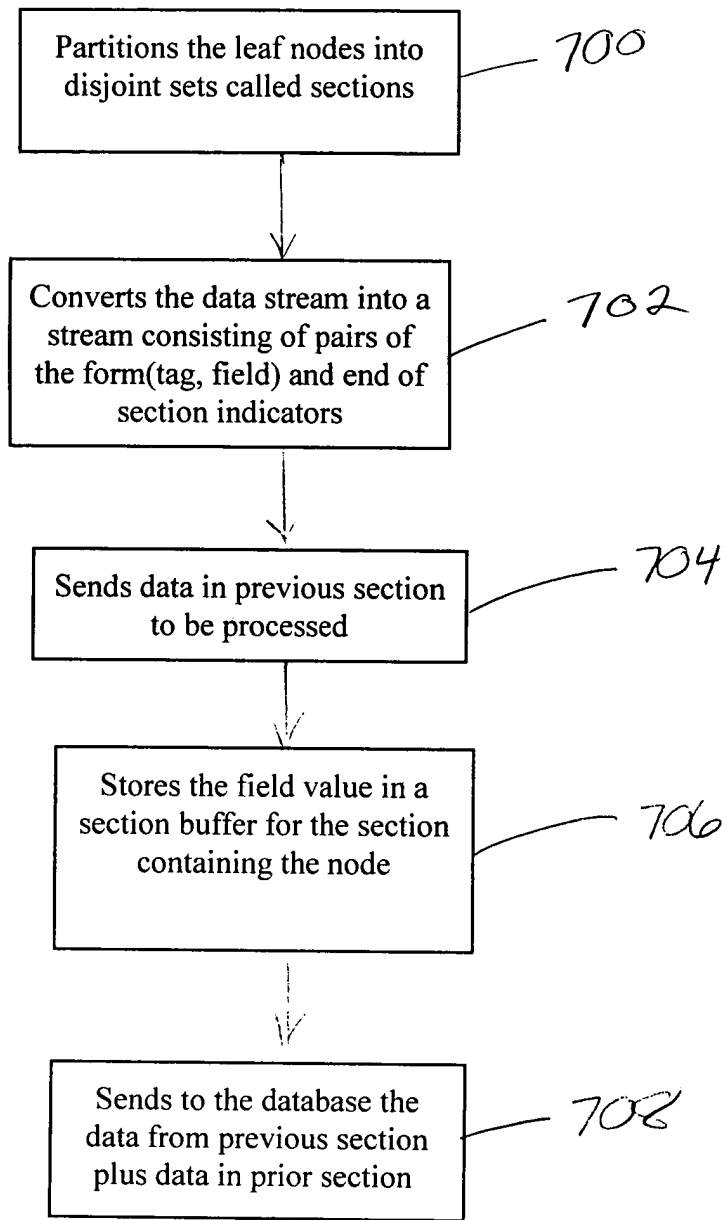 Partitions the leaf nodes into
disjoint sets called sections
700
Converts the data stream into a
stream consisting of pairs of
the form(tag, field) and end of
section indicators
702
Sends data in previous section
to be processed
704
Stores the field value in a
section buffer for the section
containing the node
706
Sends to the database the
data from previous section
plus data in prior section
708